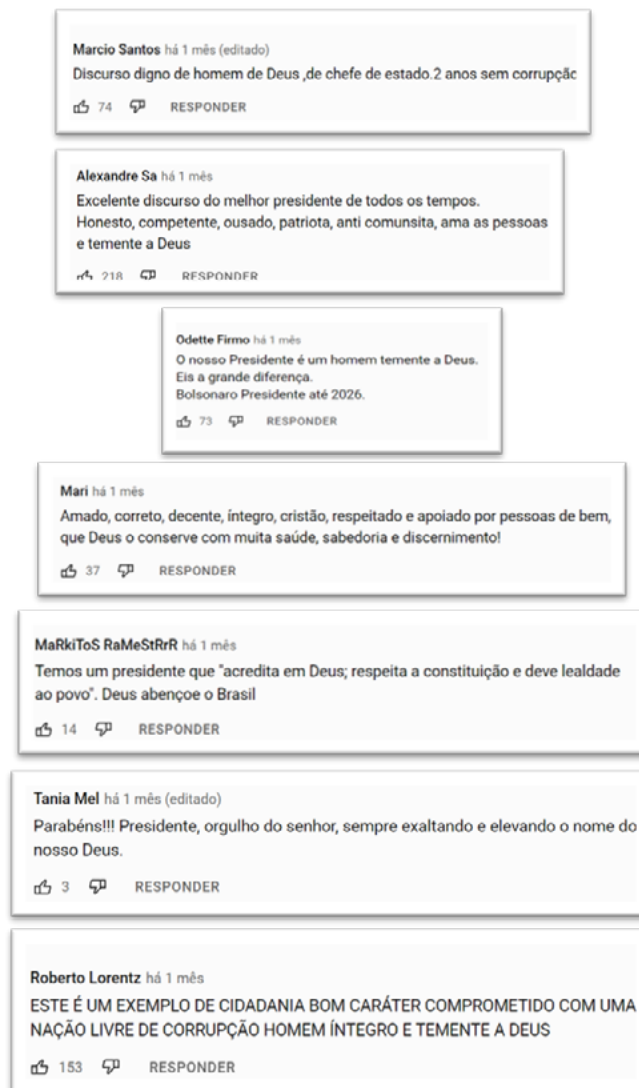 Marcio Santos há 1 mês (editado)
Discurso digno de homem de Deus ,de chefe de estado.2 anos sem corrupção
74 RESPONDER
Alexandre Sa há 1 mês
Excelente discurso do melhor presidente de todos os tempos.
Honesto, competente, ousado, patriota, anti comunsita, ama as pessoas
e temente a Deus
218 RESPONDER
Odette Firmo há 1 mês
O nosso Presidente é um homem temente a Deus.
Eis a grande diferença.
Bolsonaro Presidente até 2026.
73 RESPONDER
Mari há 1 mês
Amado, correto, decente, íntegro, cristão, respeitado e apoiado por pessoas de bem,
que Deus o conserve com muita saúde, sabedoria e discernimento!
37 RESPONDER
MaRkiToS RaMeStRrR há 1 mês
Temos um presidente que "acredita em Deus; respeita a constituição e deve lealdade
ao povo". Deus abençoe o Brasil
14 RESPONDER
Tania Mel há 1 mês (editado)
Parabéns!!! Presidente, orgulho do senhor, sempre exaltando e elevando o nome do
nosso Deus.
3 RESPONDER
Roberto Lorentz há 1 mês
ESTE É UM EXEMPLO DE CIDADANIA BOM CARÁTER COMPROMETIDO COM UMA
NAÇÃO LIVRE DE CORRUPÇÃO HOMEM ÍNTEGRO E TEMENTE A DEUS
153 RESPONDER